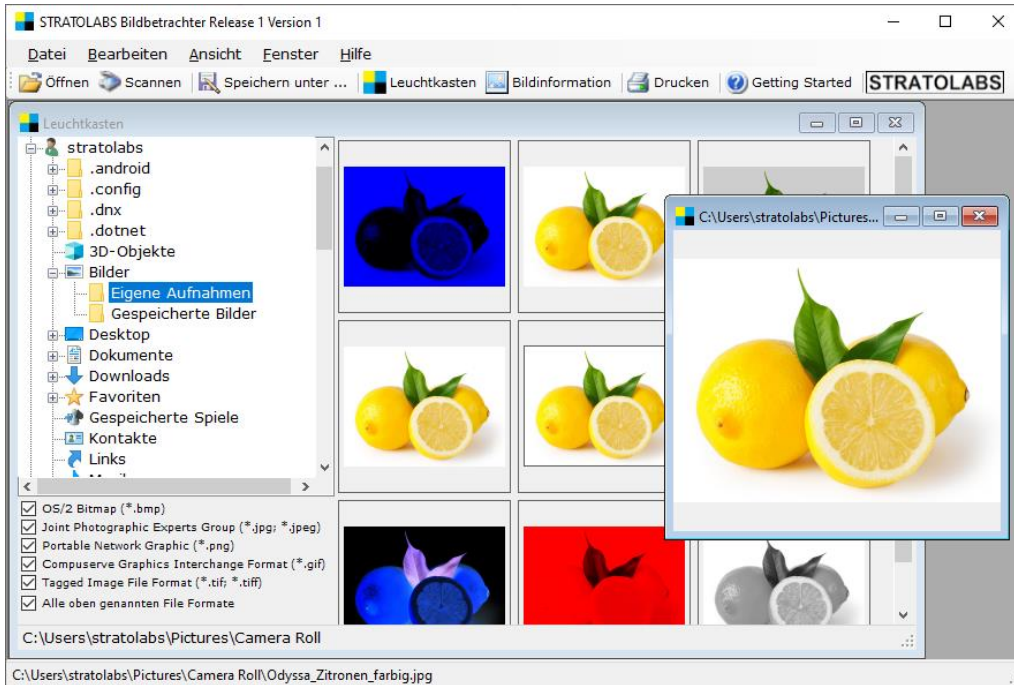 STRATOLABS Bildbetrachter Release 1 Version 1
Datei Bearbeiten Ansicht Fenster Hilfe
Öffnen Scannen Speichern unter ... Leuchtkasten Bildinformation Drucken Getting Started STRATOLABS
Leuchtkasten
stratolabs
.android
.config
.dnx
.dotnet
3D-Objekte
Bilder
Eigene Aufnahmen
Gespeicherte Bilder
Desktop
Dokumente
Downloads
Favoriten
Gespeicherte Spiele
Kontakte
Links
OS/2 Bitmap (*.bmp)
Joint Photographic Experts Group (*.jpg; *.jpeg)
Portable Network Graphic (*.png)
Compuserve Graphics Interchange Format (*.gif)
Tagged Image File Format (*.tif; *.tiff)
Alle oben genannten File Formate
C:\Users\stratolabs\Pictures\Camera Roll
C:\Users\stratolabs\Pictures...
C:\Users\stratolabs\Pictures\Camera Roll\Odyssa_Zitronen_farbig.jpg